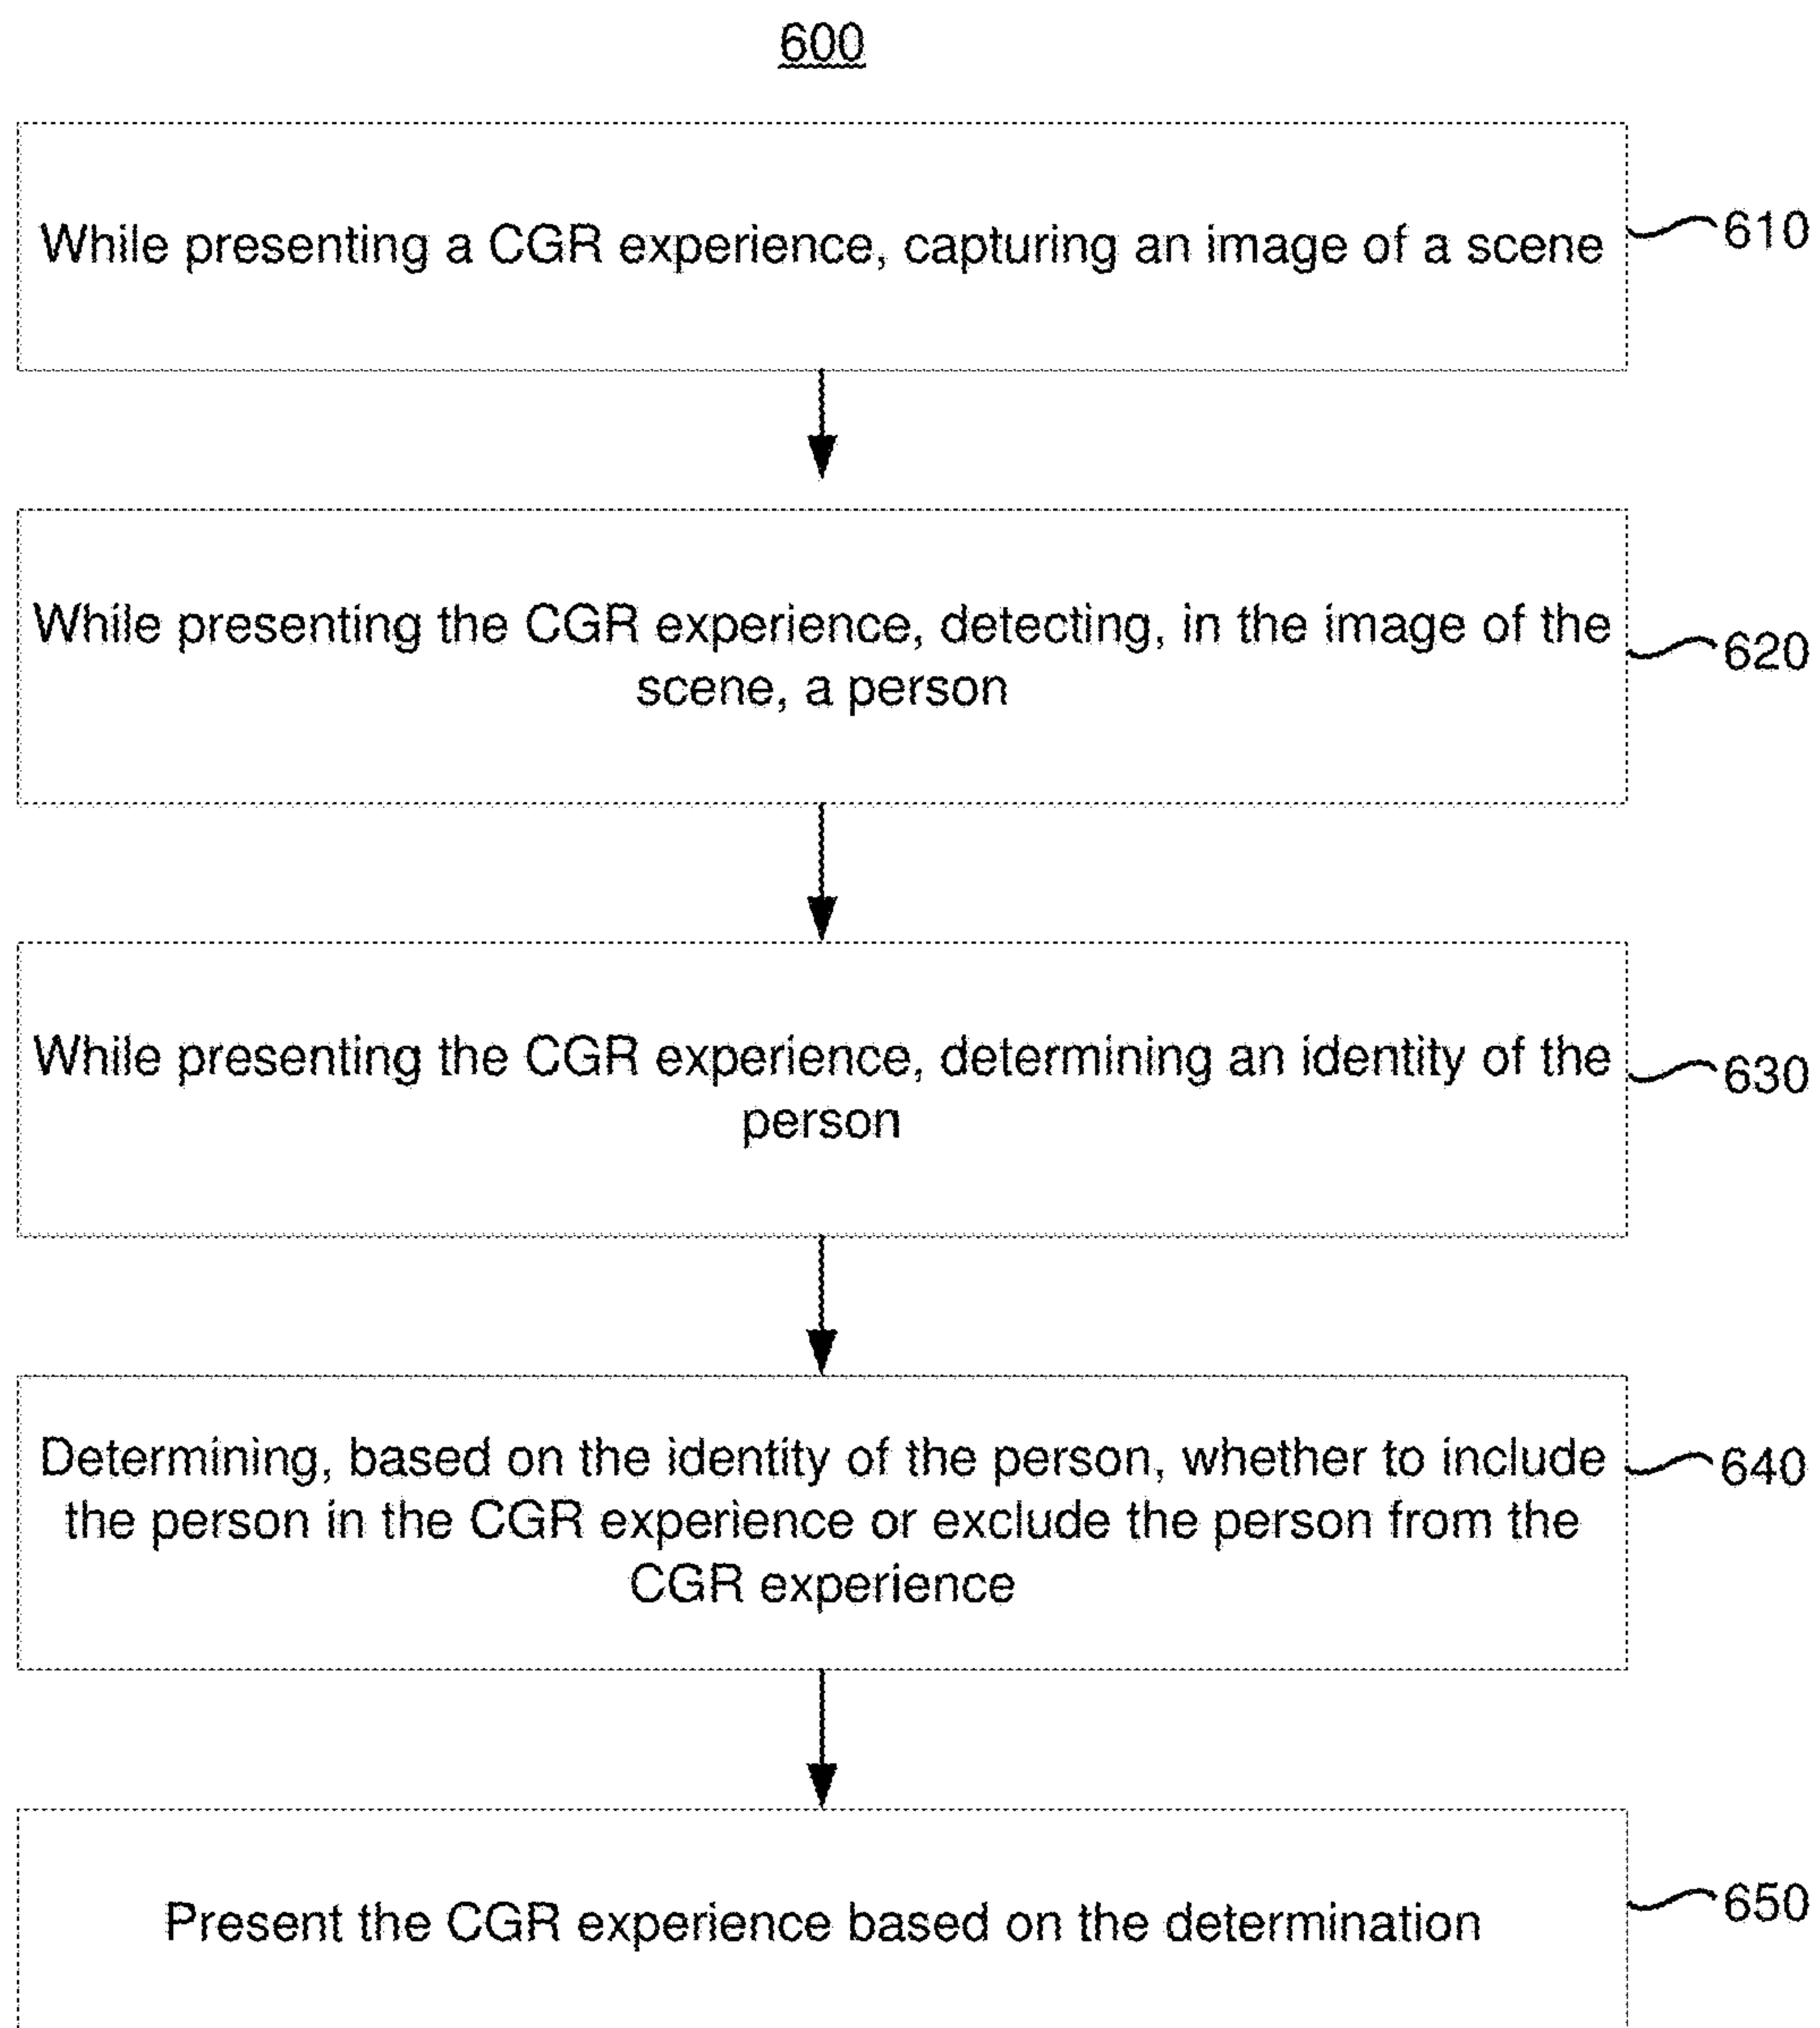 600
While presenting a CGR experience, capturing an image of a scene
610
While presenting the CGR experience, detecting, in the image of the
scene, a person
620
While presenting the CGR experience, determining an identity of the
person
630
Determining, based on the identity of the person, whether to include
the person in the CGR experience or exclude the person from the
CGR experience
640
Present the CGR experience based on the determination
650